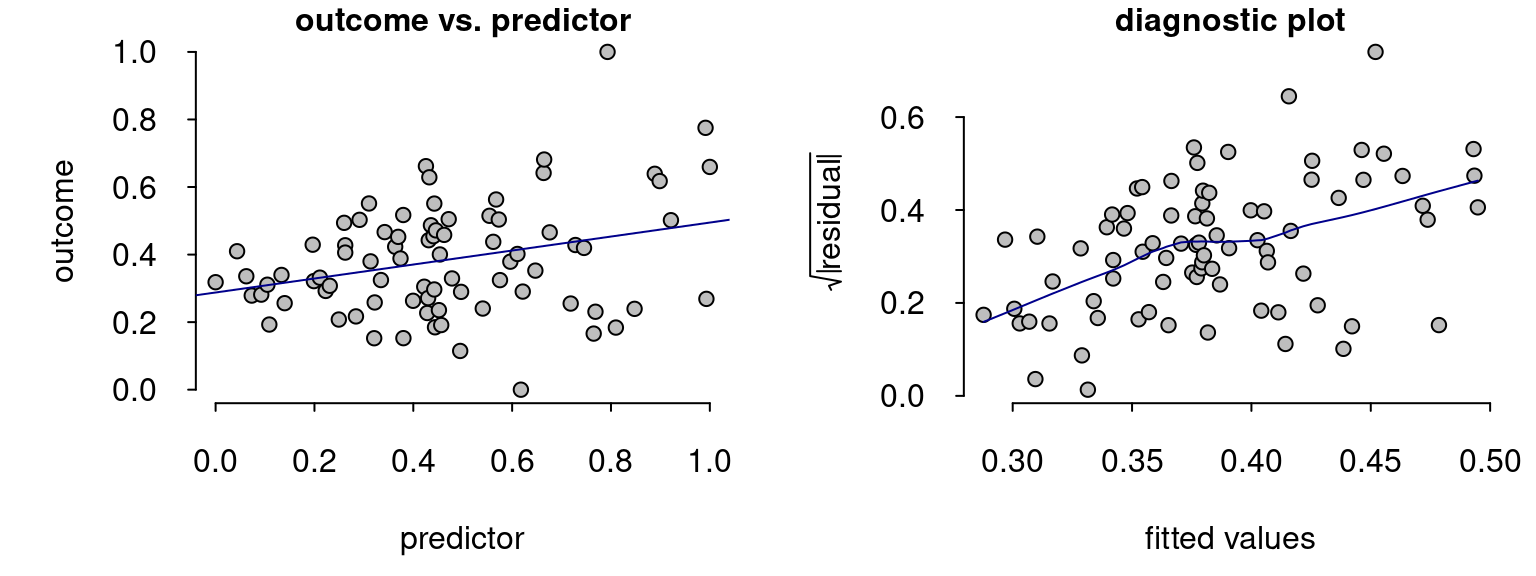 outcome vs. predictor
outcome
1.0
0.8
0.6
0.4
0.2
0.0
0.0 0.2 0.4 0.6 0.8 1.0
predictor
diagnostic plot
√|residual|
0.6
0.4
0.2
0.0
0.30 0.35 0.40 0.45 0.50
fitted values